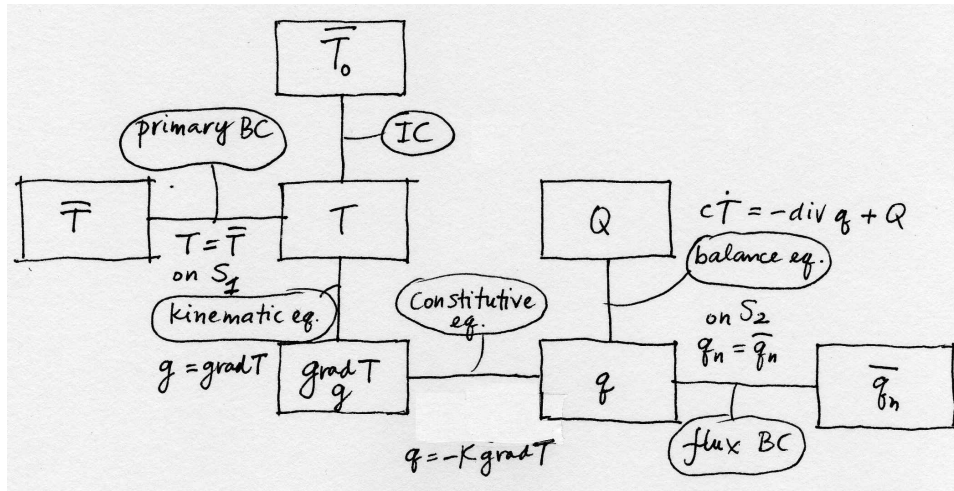 T̿₀
primary BC
IC
T̿
T
Q
cṪ = -div q + Q
T = T̿
on S₁
balance eq.
kinematic eq.
Constitutive
eq.
on S₂
qₙ = q̅ₙ
g = grad T
grad T
g
q
q̅ₙ
q = -K grad T
flux BC